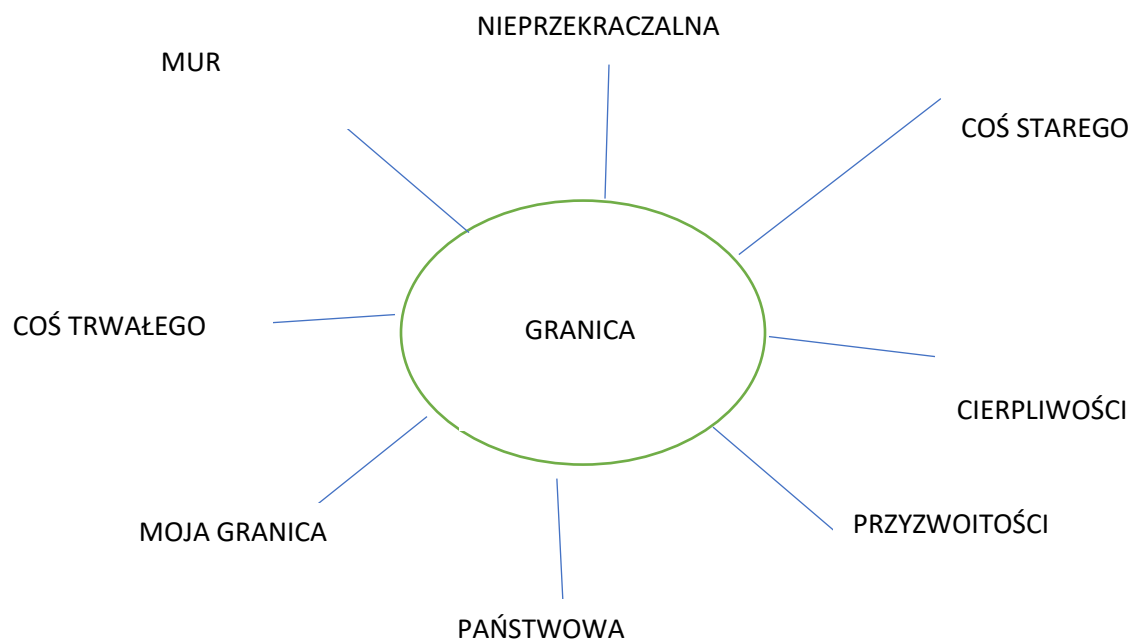 NIEPRZEKRACZALNA
MUR
COŚ STAREGO
COŚ TRWAŁEGO
GRANICA
CIERPLIWOŚCI
MOJA GRANICA
PRZYZWOITOŚCI
PAŃSTWOWA